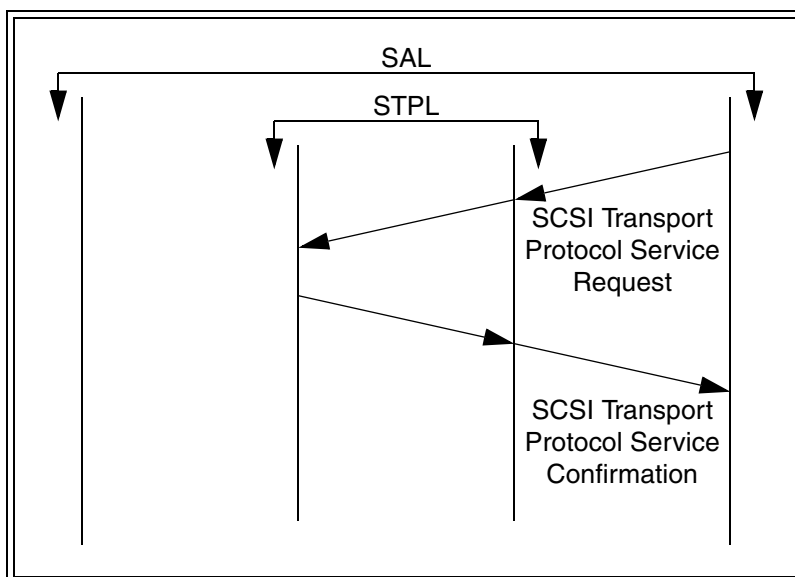 SAL
STPL
SCSI Transport
Protocol Service
Request
SCSI Transport
Protocol Service
Confirmation